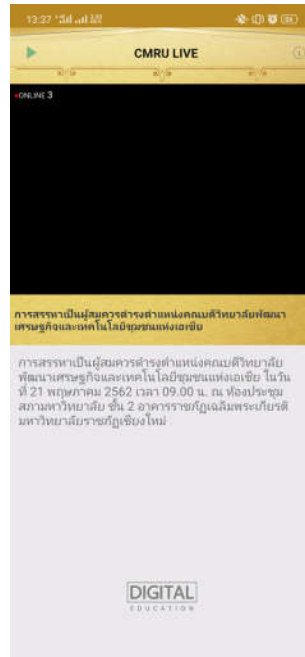 13:37
CMRU LIVE
ONLINE 3
การสรรหาเป็นผู้สมควรดำรงตำแหน่งคณบดีวิทยาลัยพัฒนา
เศรษฐกิจและเทคโนโลยีชุมชนแห่งเอเชีย
การสรรหาเป็นผู้สมควรดำรงตำแหน่งคณบดีวิทยาลัย
พัฒนาเศรษฐกิจและเทคโนโลยีชุมชนแห่งเอเชีย ในวัน
ที่ 21 พฤษภาคม 2562 เวลา 09.00 น. ณ ห้องประชุม
สภามหาวิทยาลัย ชั้น 2 อาคารราชภัฏเฉลิมพระเกียรติ
มหาวิทยาลัยราชภัฏเชียงใหม่
DIGITAL
EDUCATION